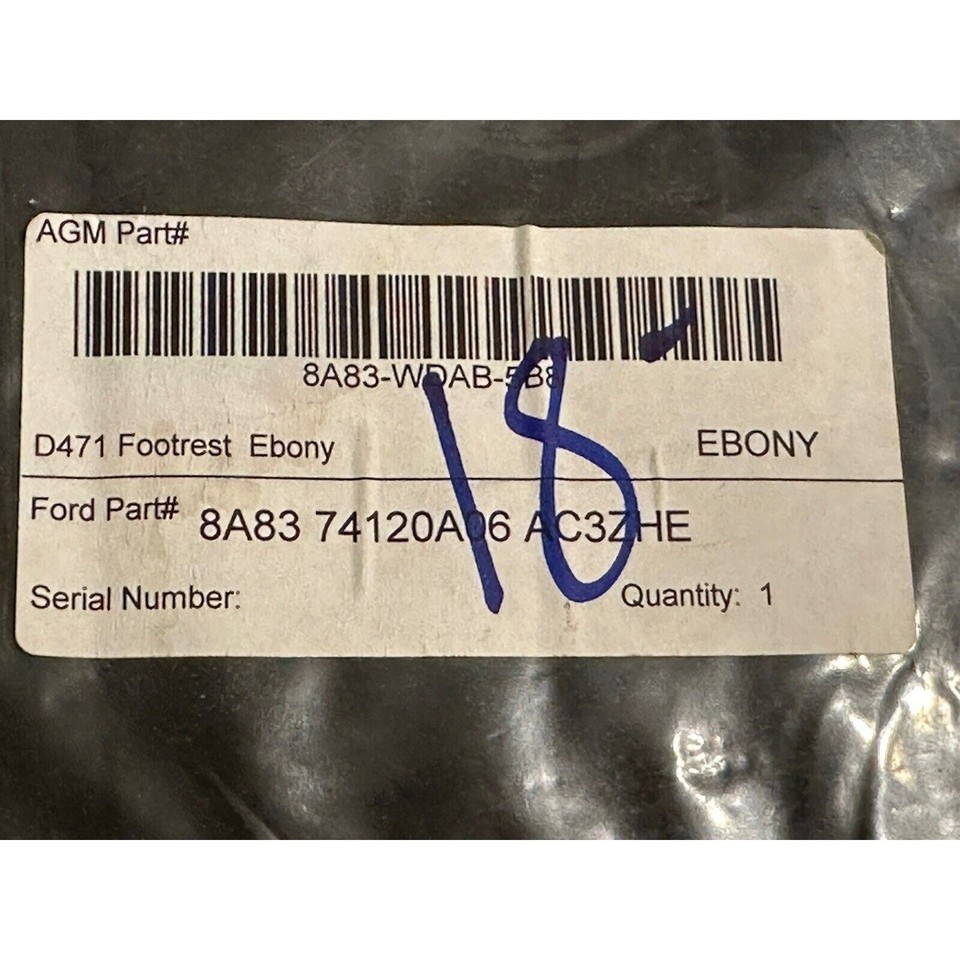 AGM Part#
8A83-WDAB-5B8
D471 Footrest Ebony
EBONY
Ford Part# 8A83 74120A06 AC3ZHE
Serial Number:
Quantity: 1
18